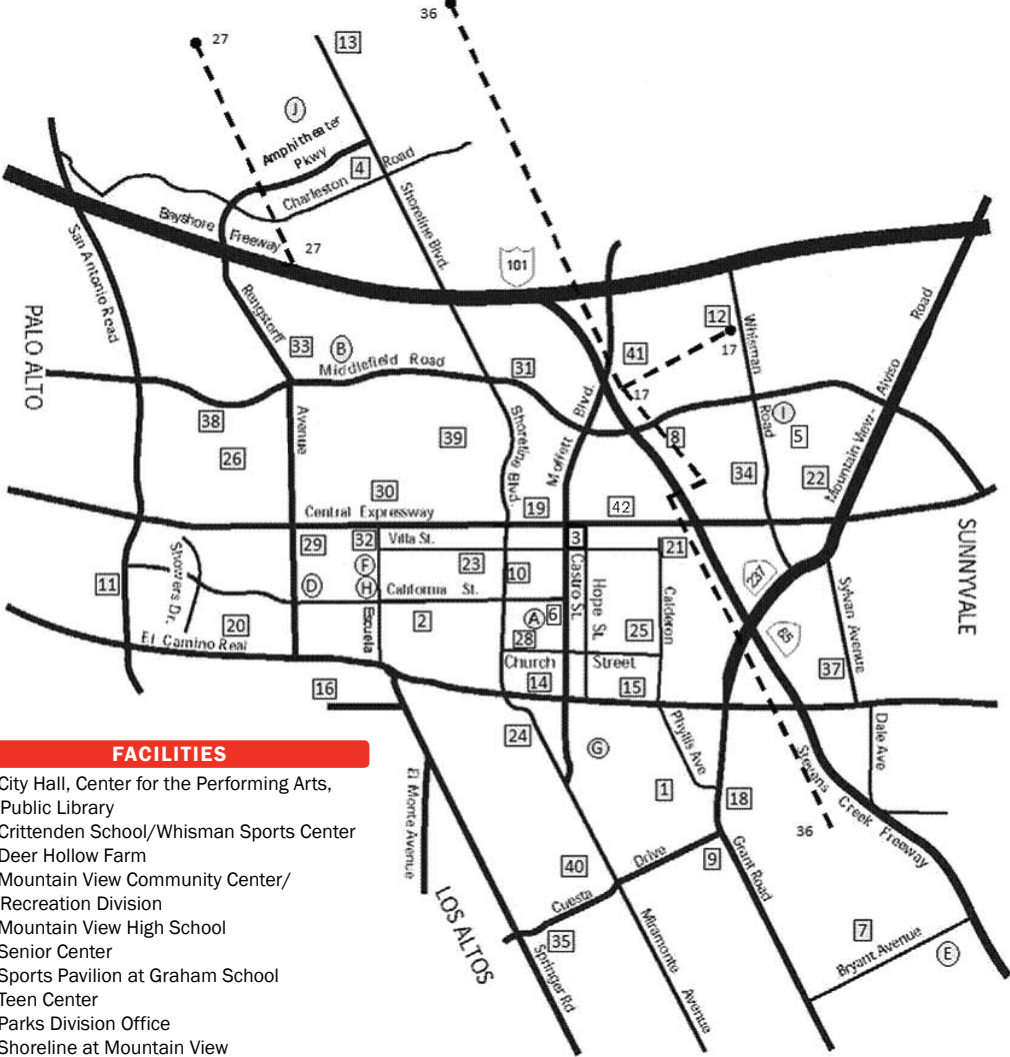 36
27
13
J
Amphitheater
Pkwy
4
Road
Charleston
Shoreline Blvd.
Bayshore Freeway
27
101
San Antonio Road
Rengstorff
PALO ALTO
33
B
Middlefield Road
12
Whisman
17
41
31
17
Road
Mountain View- Alviso
Blvd.
I
38
Avenue
39
Shoreline Blvd.
Moffett
8
Road
5
26
34
22
30
19
42
Central Expressway
SUNNYVALE
29
32
Villa St.
3
21
Showers Dr.
F
23
10
Castro St.
237
11
D
H
California St.
Hope St.
Calderon
Sylvan Avenue
20
Escuela
2
A
6
28
25
65
El Camino Real
Church Street
37
16
14
15
24
G
Phyllis Ave
Dale Ave
FACILITIES
El Monte Avenue
1
18
Stevens Creek Freeway
36
City Hall, Center for the Performing Arts,
Public Library
Crittenden School/Whisman Sports Center
Deer Hollow Farm
Mountain View Community Center/
Recreation Division
Mountain View High School
Senior Center
Sports Pavilion at Graham School
Teen Center
Parks Division Office
Shoreline at Mountain View
40
Drive
9
Grant Road
LOS ALTOS
Cuesta
35
Springer Rd
Miramonte Avenue
7
Bryant Avenue
E